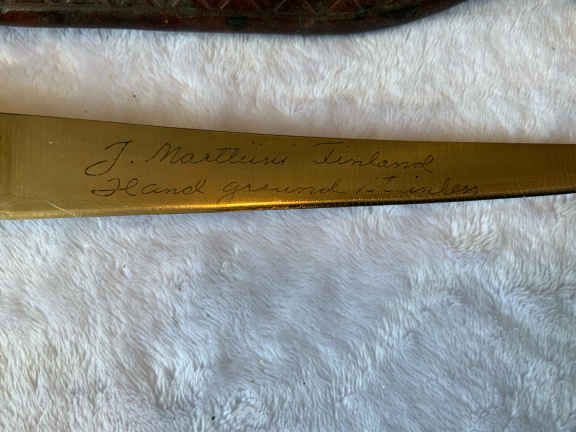 J. Marttiini Finland
Hand ground stainless